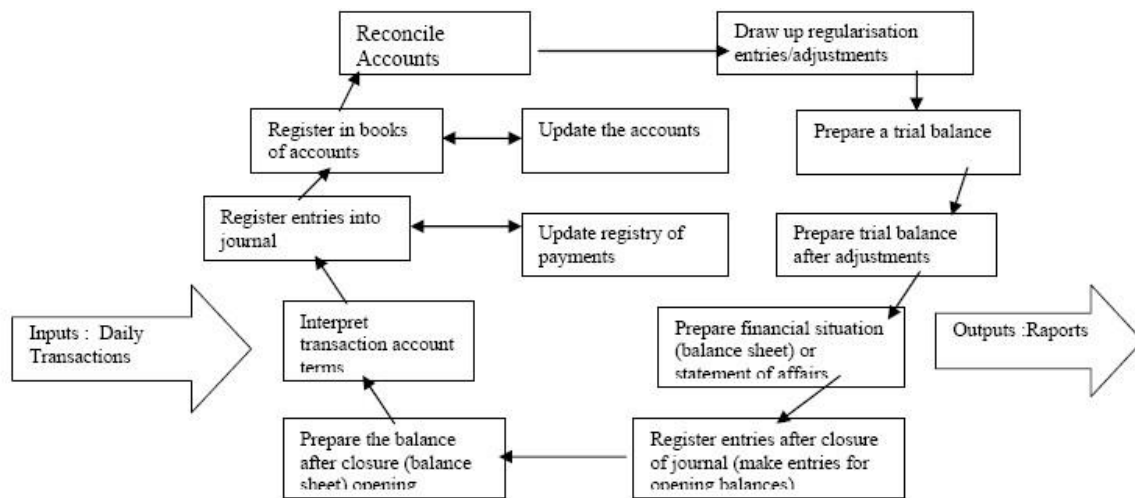 Reconcile
Accounts
Draw up regularisation
entries/adjustments
Register in books
of accounts
Update the accounts
Prepare a trial balance
Register entries into
journal
Update registry of
payments
Prepare trial balance
after adjustments
Inputs : Daily
Transactions
Interpret
transaction account
terms
Prepare financial situation
(balance sheet) or
statement of affairs
Outputs :Raports
Prepare the balance
after closure (balance
sheet) opening
Register entries after closure
of journal (make entries for
opening balances)